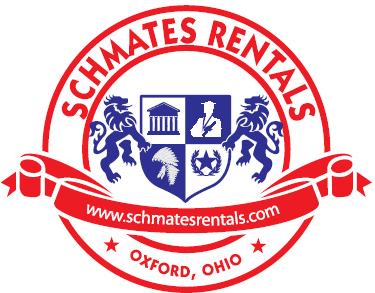 SCHMATES RENTALS
www.schmatesrentals.com
OXFORD, OHIO